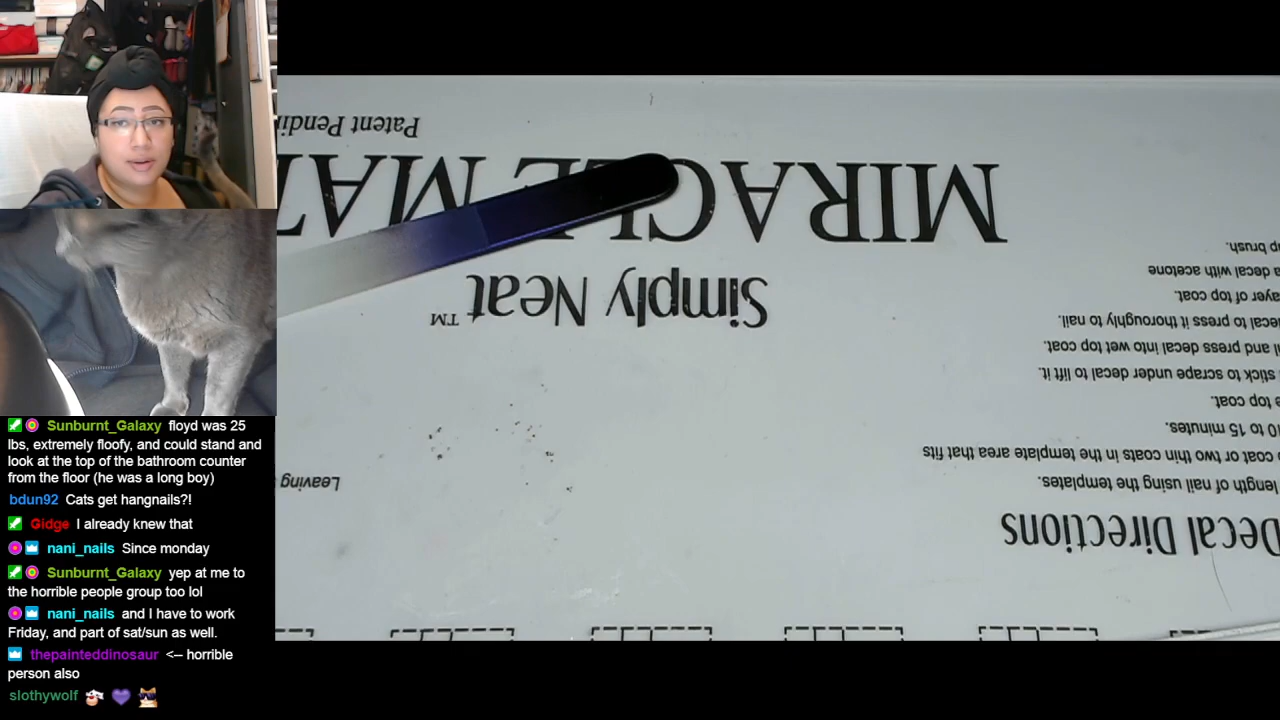 Patent Pendi
MIRACLE MAT
Simply Neat™
p brush.
a decal with acetone
ayer of top coat.
decal to press it thoroughly to nail.
l and press decal into wet top coat.
stick to scrape under decal to lift it.
a top coat.
10 to 15 minutes.
coat or two thin coats in the template area that fits
length of nail using the templates.
Decal Directions
Leaving
Sunburnt_Galaxy floyd was 25
lbs, extremely floofy, and could stand and
look at the top of the bathroom counter
from the floor (he was a long boy)
bdun92 Cats get hangnails?!
Gidge I already knew that
nani_nails Since monday
Sunburnt_Galaxy yep at me to
the horrible people group too lol
nani_nails and I have to work
Friday, and part of sat/sun as well.
thepainteddinosaur <-- horrible
person also
slothywolf